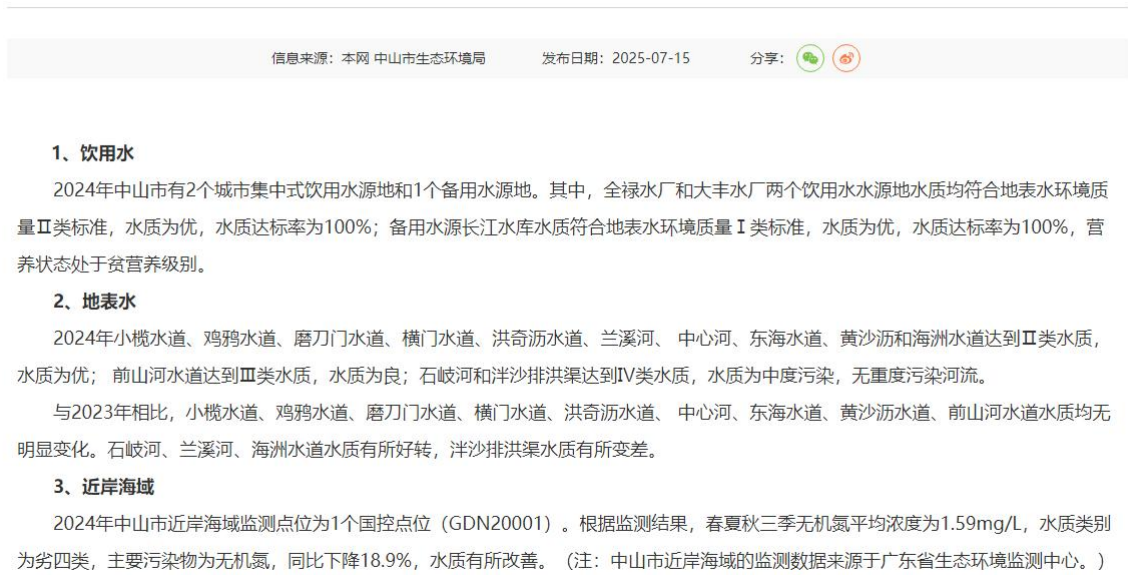 信息来源：本网 中山市生态环境局 发布日期：2025-07-15 分享：
1、饮用水
2024年中山市有2个城市集中式饮用水源地和1个备用水源地。其中，全禄水厂和大丰水厂两个饮用水水源地水质均符合地表水环境质
量Ⅱ类标准，水质为优，水质达标率为100%；备用水源长江水库水质符合地表水环境质量Ⅰ类标准，水质为优，水质达标率为100%，营
养状态处于贫营养级别。
2、地表水
2024年小榄水道、鸡鸦水道、磨刀门水道、横门水道、洪奇沥水道、兰溪河、 中心河、东海水道、黄沙沥和海洲水道达到Ⅱ类水质，
水质为优； 前山河水道达到Ⅲ类水质，水质为良；石岐河和泮沙排洪渠达到IV类水质，水质为中度污染，无重度污染河流。
与2023年相比，小榄水道、鸡鸦水道、磨刀门水道、横门水道、洪奇沥水道、 中心河、东海水道、黄沙沥水道、前山河水道水质均无
明显变化。石岐河、兰溪河、海洲水道水质有所好转，泮沙排洪渠水质有所变差。
3、近岸海域
2024年中山市近岸海域监测点位为1个国控点位（GDN20001）。根据监测结果，春夏秋三季无机氮平均浓度为1.59mg/L，水质类别
为劣四类，主要污染物为无机氮，同比下降18.9%，水质有所改善。（注：中山市近岸海域的监测数据来源于广东省生态环境监测中心。）